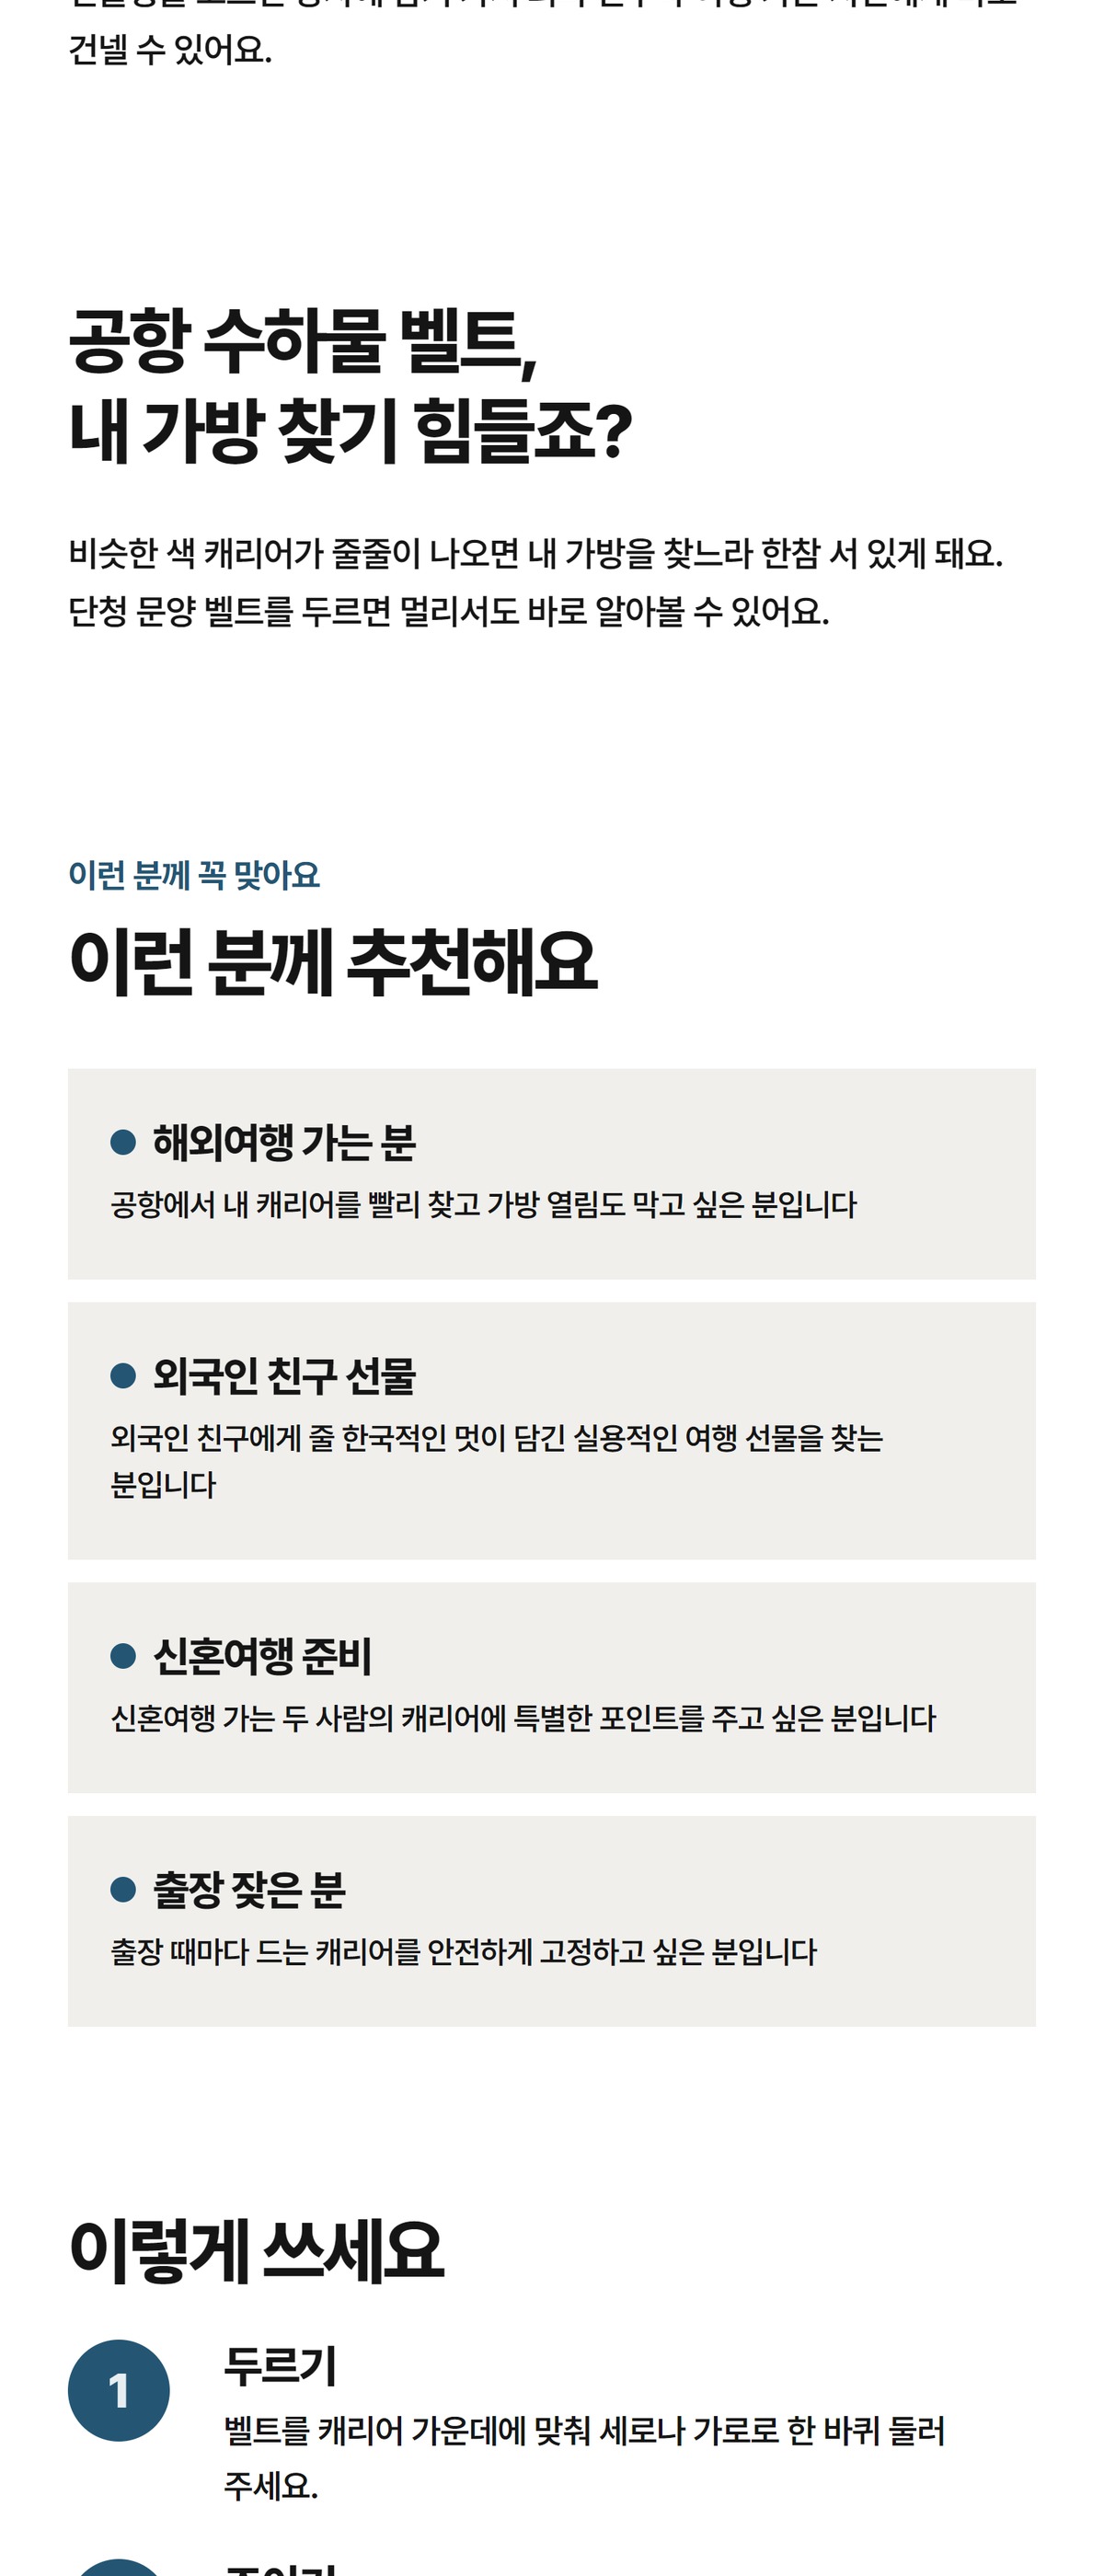 건넬 수 있어요.
공항 수하물 벨트,
내 가방 찾기 힘들죠?
비슷한 색 캐리어가 줄줄이 나오면 내 가방을 찾느라 한참 서 있게 돼요.
단청 문양 벨트를 두르면 멀리서도 바로 알아볼 수 있어요.
이런 분께 꼭 맞아요
이런 분께 추천해요
해외여행 가는 분
공항에서 내 캐리어를 빨리 찾고 가방 열림도 막고 싶은 분입니다
외국인 친구 선물
외국인 친구에게 줄 한국적인 멋이 담긴 실용적인 여행 선물을 찾는
분입니다
신혼여행 준비
신혼여행 가는 두 사람의 캐리어에 특별한 포인트를 주고 싶은 분입니다
출장 잦은 분
출장 때마다 드는 캐리어를 안전하게 고정하고 싶은 분입니다
이렇게 쓰세요
1
두르기
벨트를 캐리어 가운데에 맞춰 세로나 가로로 한 바퀴 둘러
주세요.